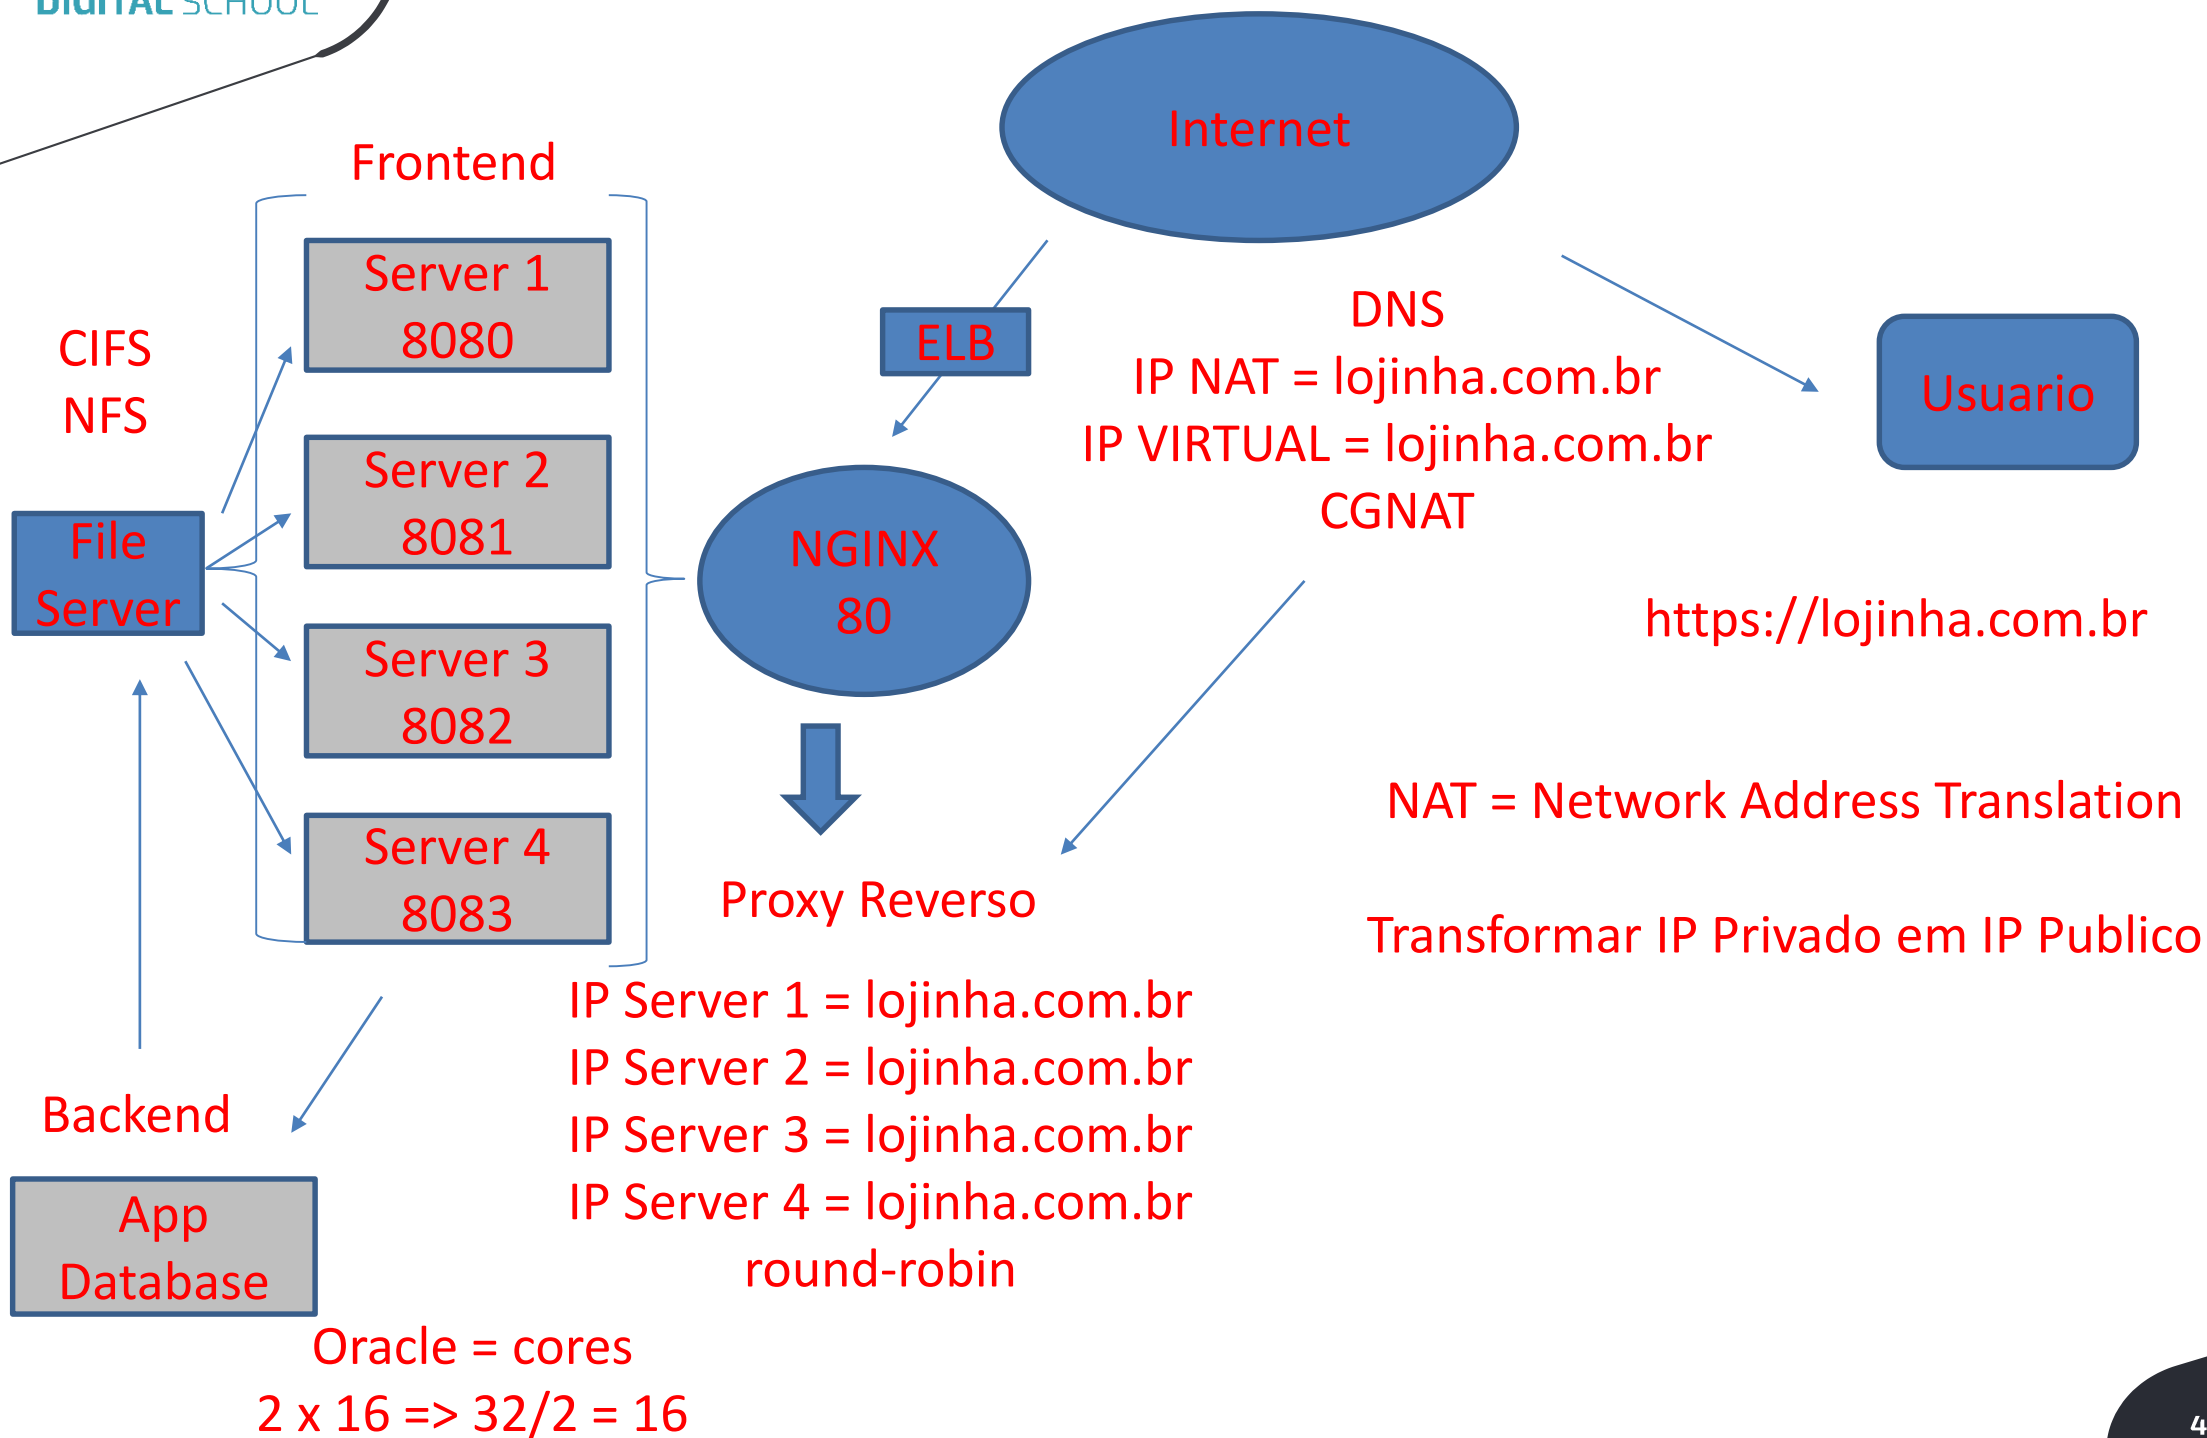 DIGITAL SCHOOL
Internet
Frontend
Server 1
8080
CIFS
NFS
ELB
DNS
IP NAT = lojinha.com.br
IP VIRTUAL = lojinha.com.br
CGNAT
Usuario
Server 2
8081
File
Server
NGINX
80
https://lojinha.com.br
Server 3
8082
NAT = Network Address Translation
Server 4
8083
Proxy Reverso
Transformar IP Privado em IP Publico
IP Server 1 = lojinha.com.br
IP Server 2 = lojinha.com.br
IP Server 3 = lojinha.com.br
IP Server 4 = lojinha.com.br
round-robin
Backend
App
Database
Oracle = cores
2 x 16 => 32/2 = 16
4